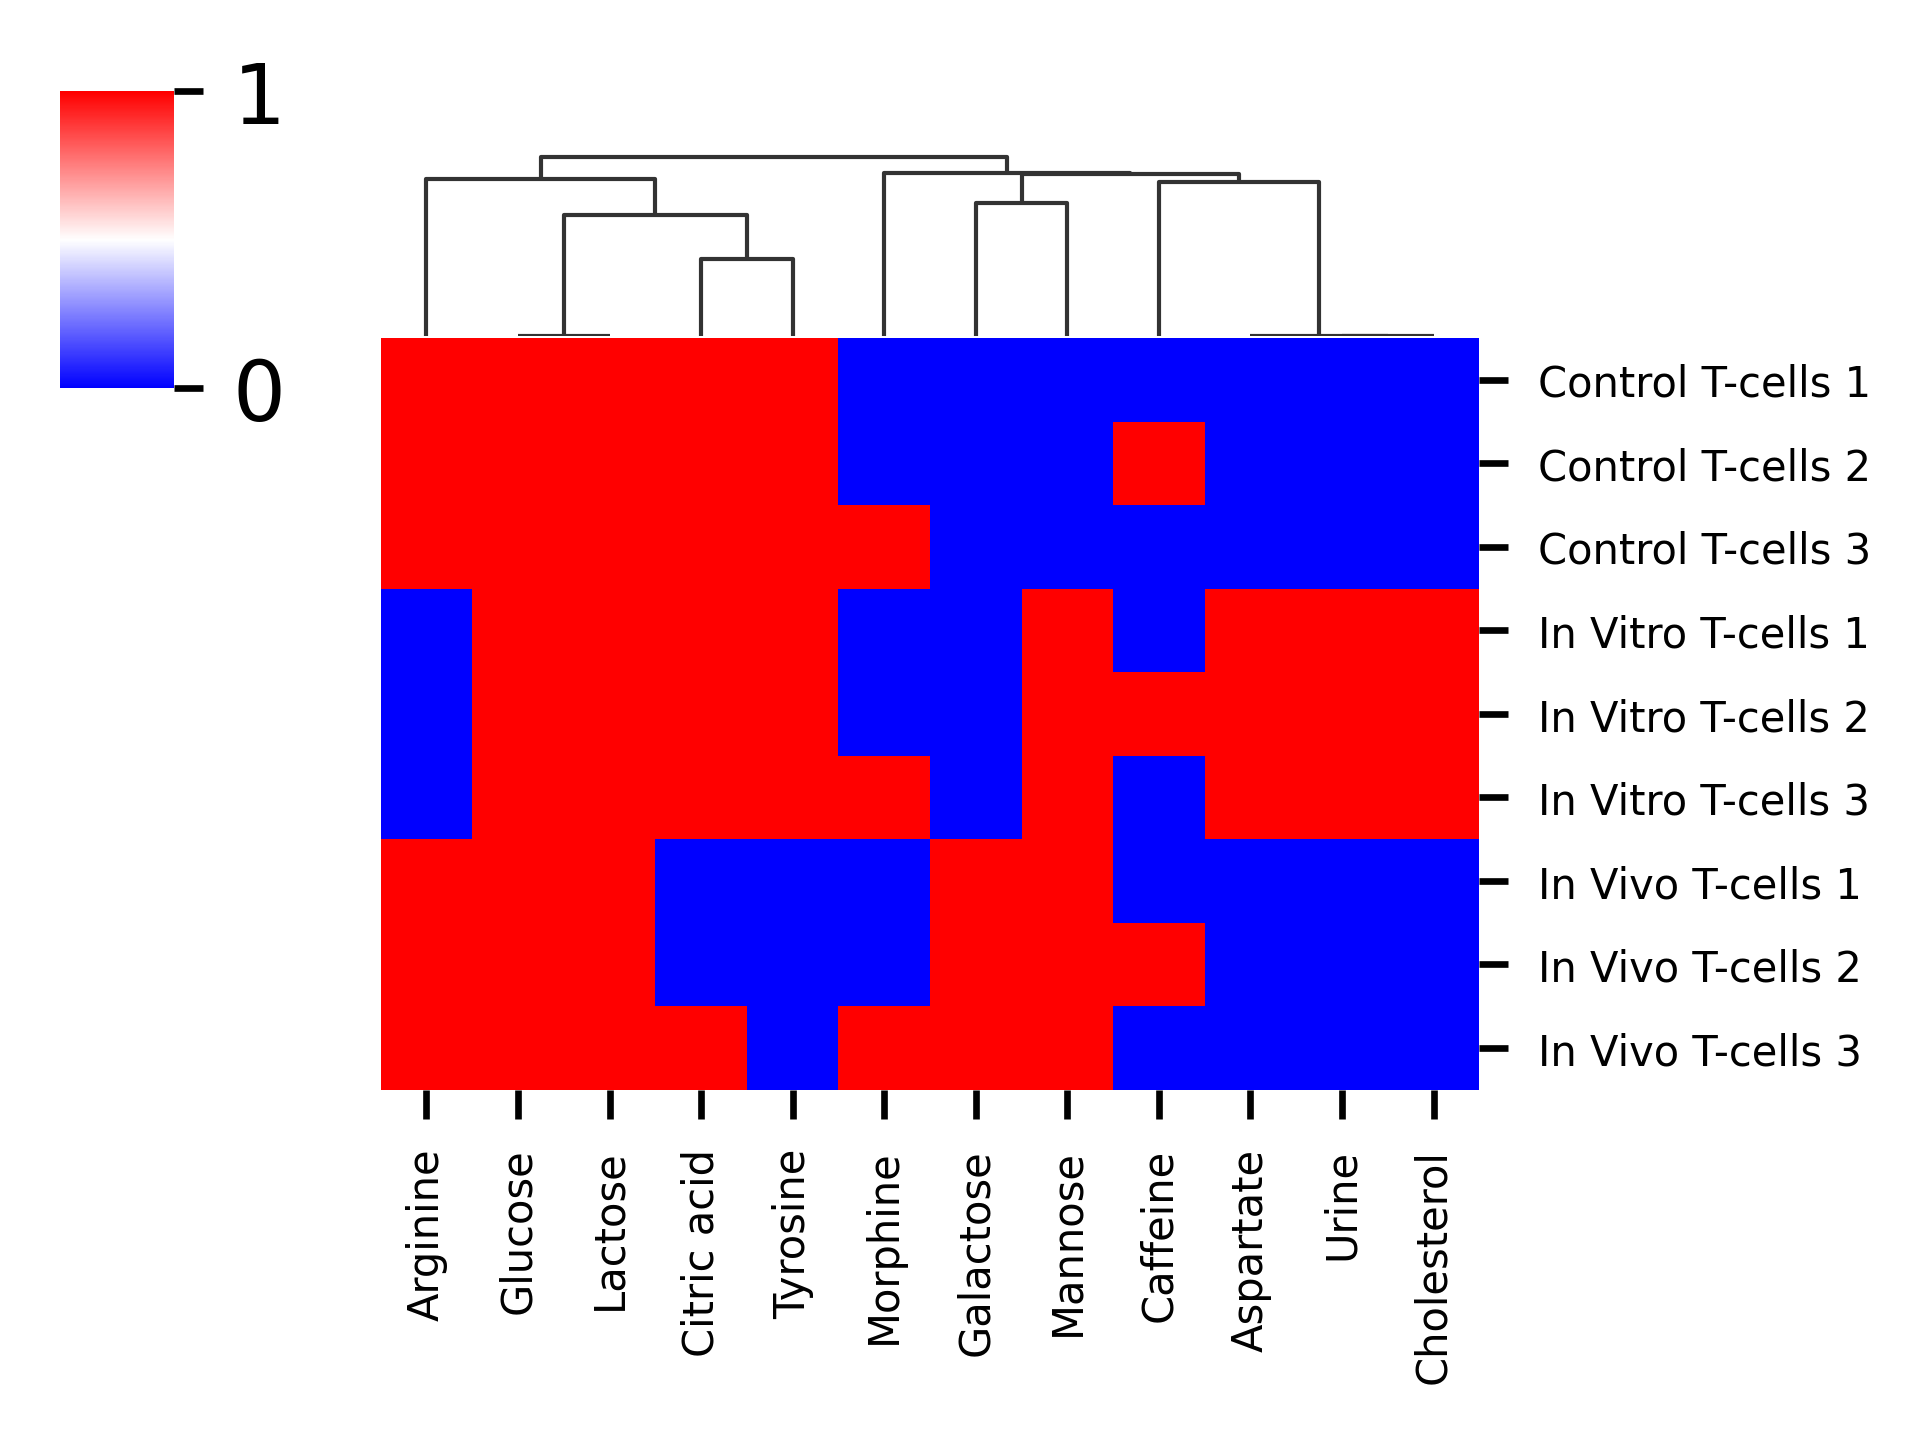 1
0
Control T-cells 1
Control T-cells 2
Control T-cells 3
In Vitro T-cells 1
In Vitro T-cells 2
In Vitro T-cells 3
In Vivo T-cells 1
In Vivo T-cells 2
In Vivo T-cells 3
Arginine
Glucose
Lactose
Citric acid
Tyrosine
Morphine
Galactose
Mannose
Caffeine
Aspartate
Urine
Cholesterol